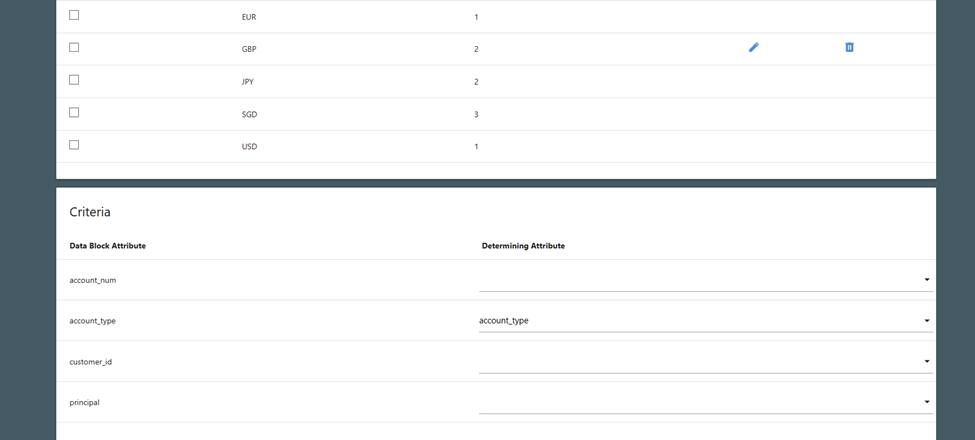 EUR 1
GBP 2
JPY 2
SGD 3
USD 1
Criteria
Data Block Attribute Determining Attribute
account_num
account_type account_type
customer_id
principal